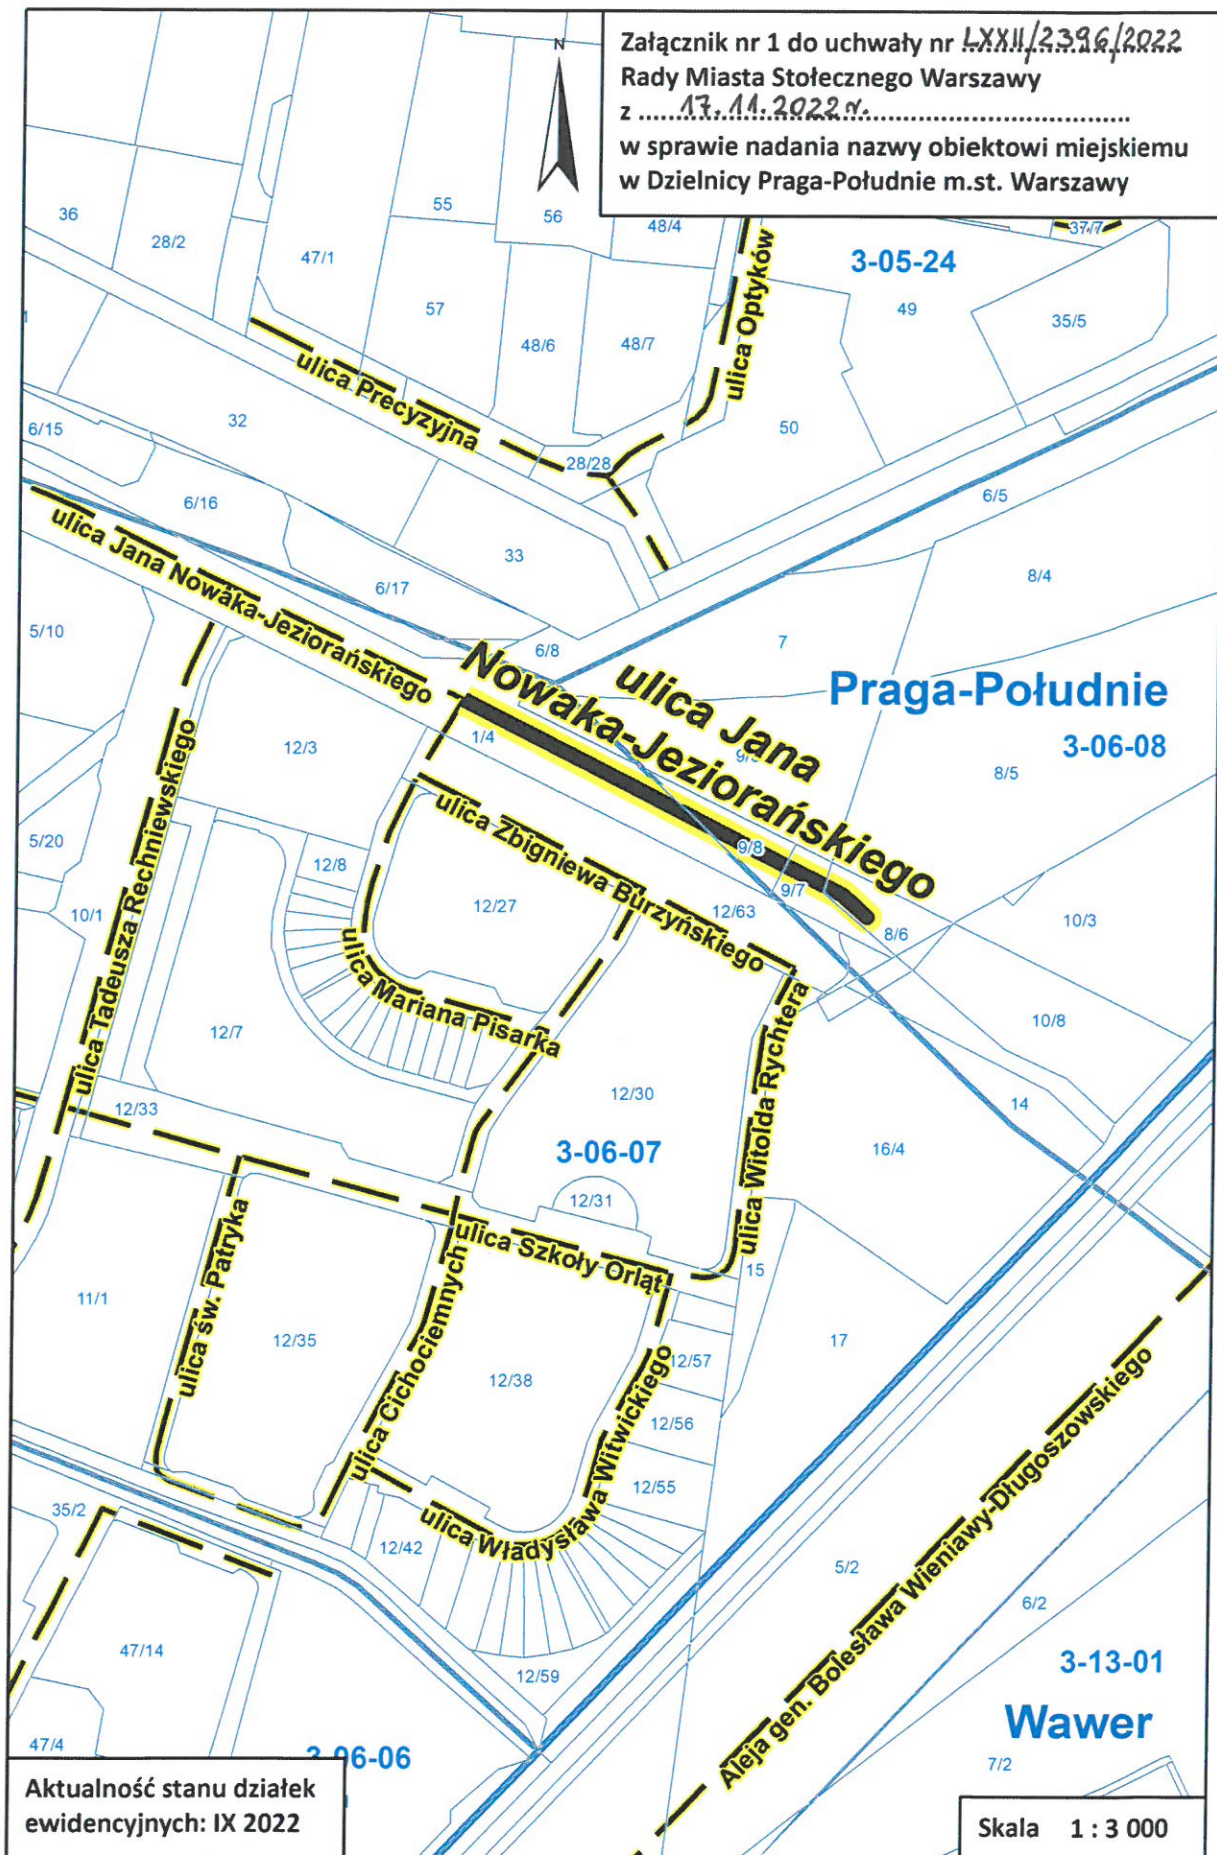 Załącznik nr 1 do uchwały nr LXXII/2396/2022
Rady Miasta Stołecznego Warszawy
z ..... 17.11.2022 r. .....
w sprawie nadania nazwy obiektowi miejskiemu
w Dzielnicy Praga-Południe m.st. Warszawy
N
36
28/2
47/1
55
56
48/4
37/7
3-05-24
57
48/6
48/7
49
35/5
ulica Optyków
ulica Precyzyjna
6/15
32
28/28
50
6/16
6/5
ulica Jana Nowaka-Jeziorańskiego
33
6/17
8/4
5/10
6/8
7
Praga-Południe
3-06-08
ulica Jana
Nowaka-Jeziorańskiego
12/3
1/4
8/5
ulica Tadeusza Rechniewskiego
ulica Zbigniewa Burzyńskiego
5/20
12/8
9/8
9/7
10/1
12/27
12/63
8/6
10/3
ulica Mariana Pisarka
12/7
10/8
ulica Witolda Rychtera
12/33
12/30
14
3-06-07
16/4
12/31
ulica św. Patryka
ulica Szkoły Orląt
ulica Cichociemnych
15
11/1
12/35
12/38
12/57
17
12/56
12/55
ulica Władysława Witwickiego
Aleja gen. Bolesława Wieniawy-Długoszowskiego
35/2
12/42
5/2
6/2
47/14
12/59
3-13-01
Wawer
47/4
3-06-06
7/2
Aktualność stanu działek
ewidencyjnych: IX 2022
Skala 1 : 3 000